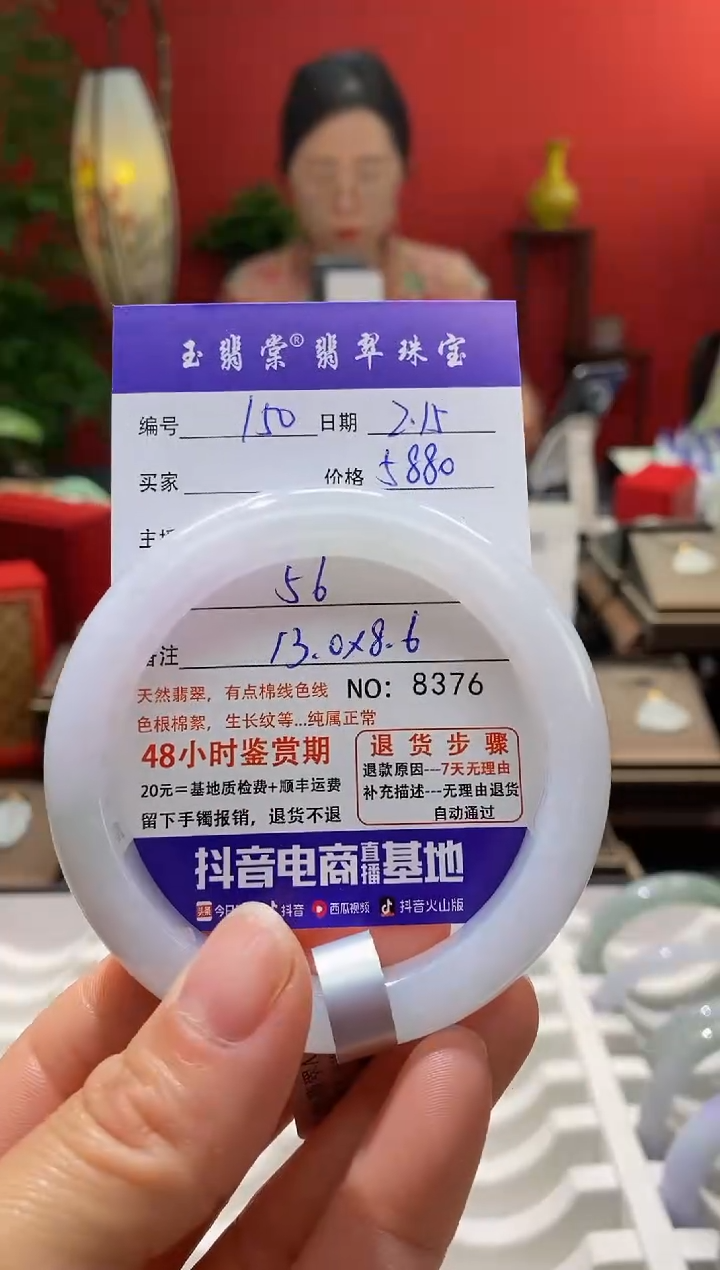 玉翡棠®翡翠珠宝
编号 150 日期 2.15
买家 价格 5880
主
56
备注 13.0x8.6
天然翡翠,有点棉线色线 NO: 8376
色根棉絮,生长纹等...纯属正常
48小时鉴赏期
20元=基地质检费+顺丰运费
留下手镯报销,退货不退
退货步骤
退款原因---7天无理由
补充描述---无理由退货
自动通过
抖音电商直播基地
头条 今日 抖音 西瓜视频 抖音火山版